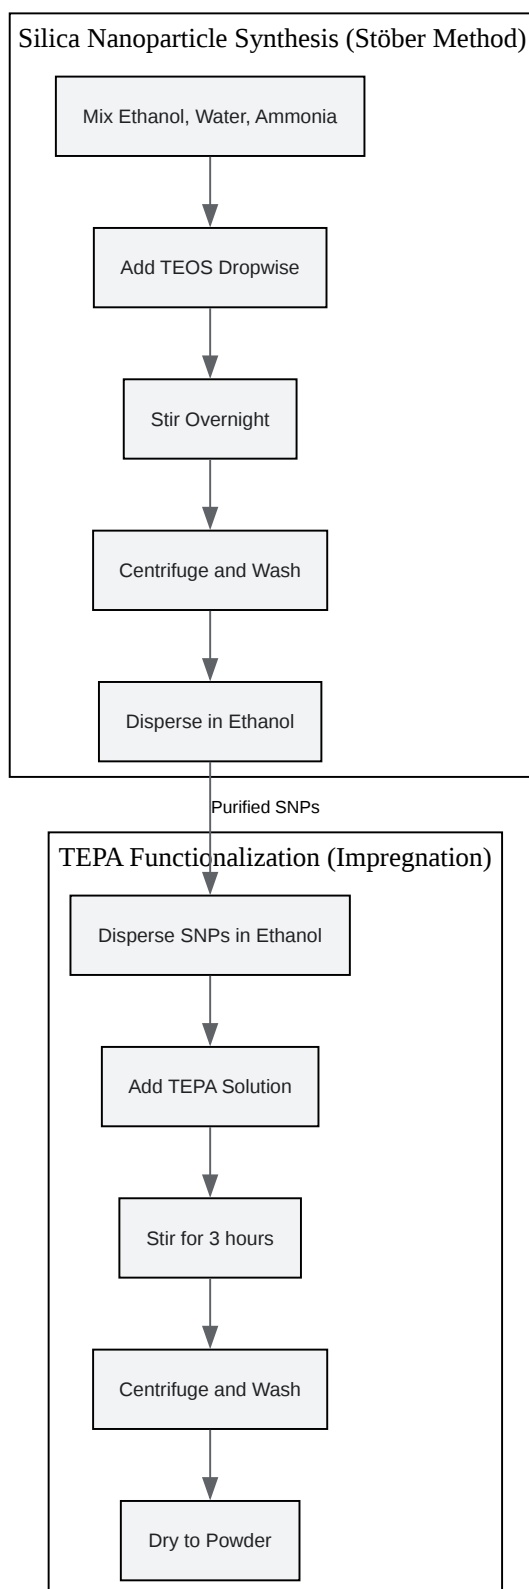 Silica Nanoparticle Synthesis (Stöber Method)
Mix Ethanol, Water, Ammonia
Add TEOS Dropwise
Stir Overnight
Centrifuge and Wash
Disperse in Ethanol
Purified SNPs
TEPA Functionalization (Impregnation)
Disperse SNPs in Ethanol
Add TEPA Solution
Stir for 3 hours
Centrifuge and Wash
Dry to Powder